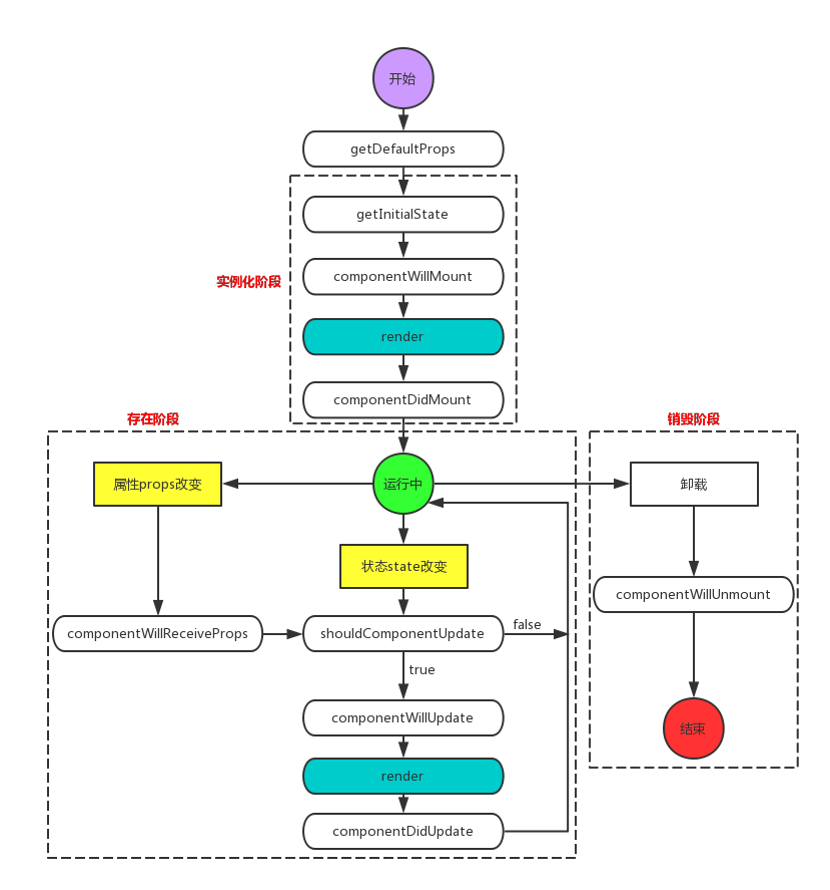 开始
getDefaultProps
getInitialState
实例化阶段
componentWillMount
render
componentDidMount
存在阶段
销毁阶段
属性props改变
运行中
卸载
状态state改变
componentWillUnmount
componentWillReceiveProps
shouldComponentUpdate
false
true
componentWillUpdate
结束
render
componentDidUpdate